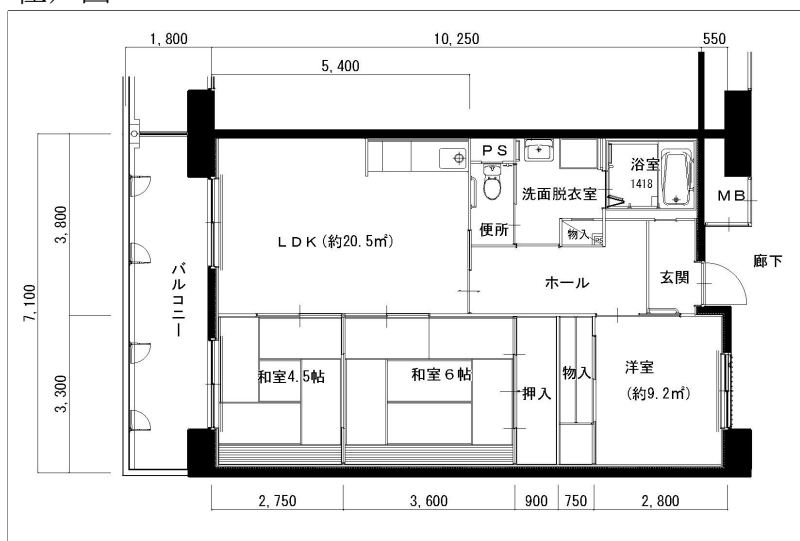 1,800
10,250
550
5,400
PS
浴室
1418
洗面脱衣室
MB
便所
物入
PS
LDK(約20.5㎡)
廊下
玄関
ホール
バルコニー
3,800
7,100
3,300
和室4.5帖
和室6帖
押入
物入
洋室
(約9.2㎡)
2,750
3,600
900
750
2,800